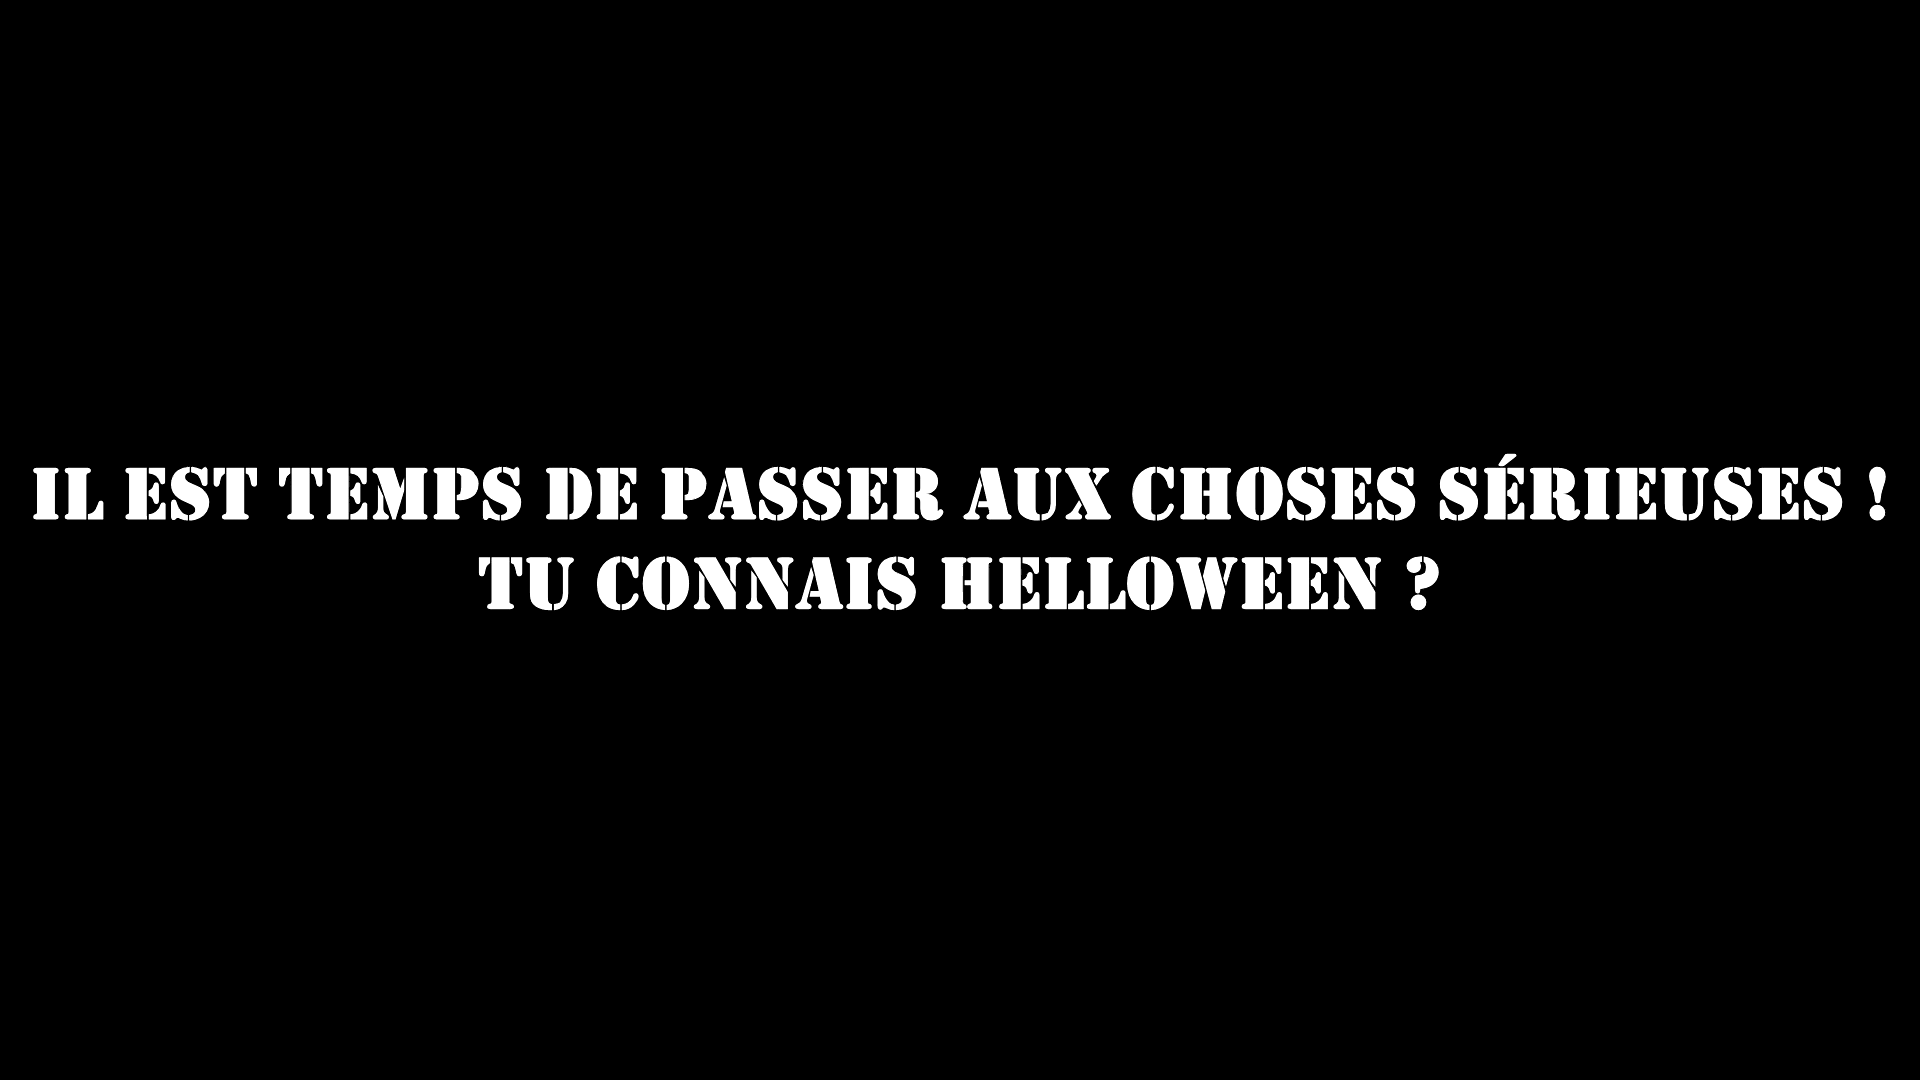 IL EST TEMPS DE PASSER AUX CHOSES SÉRIEUSES !
TU CONNAIS HELLOWEEN ?